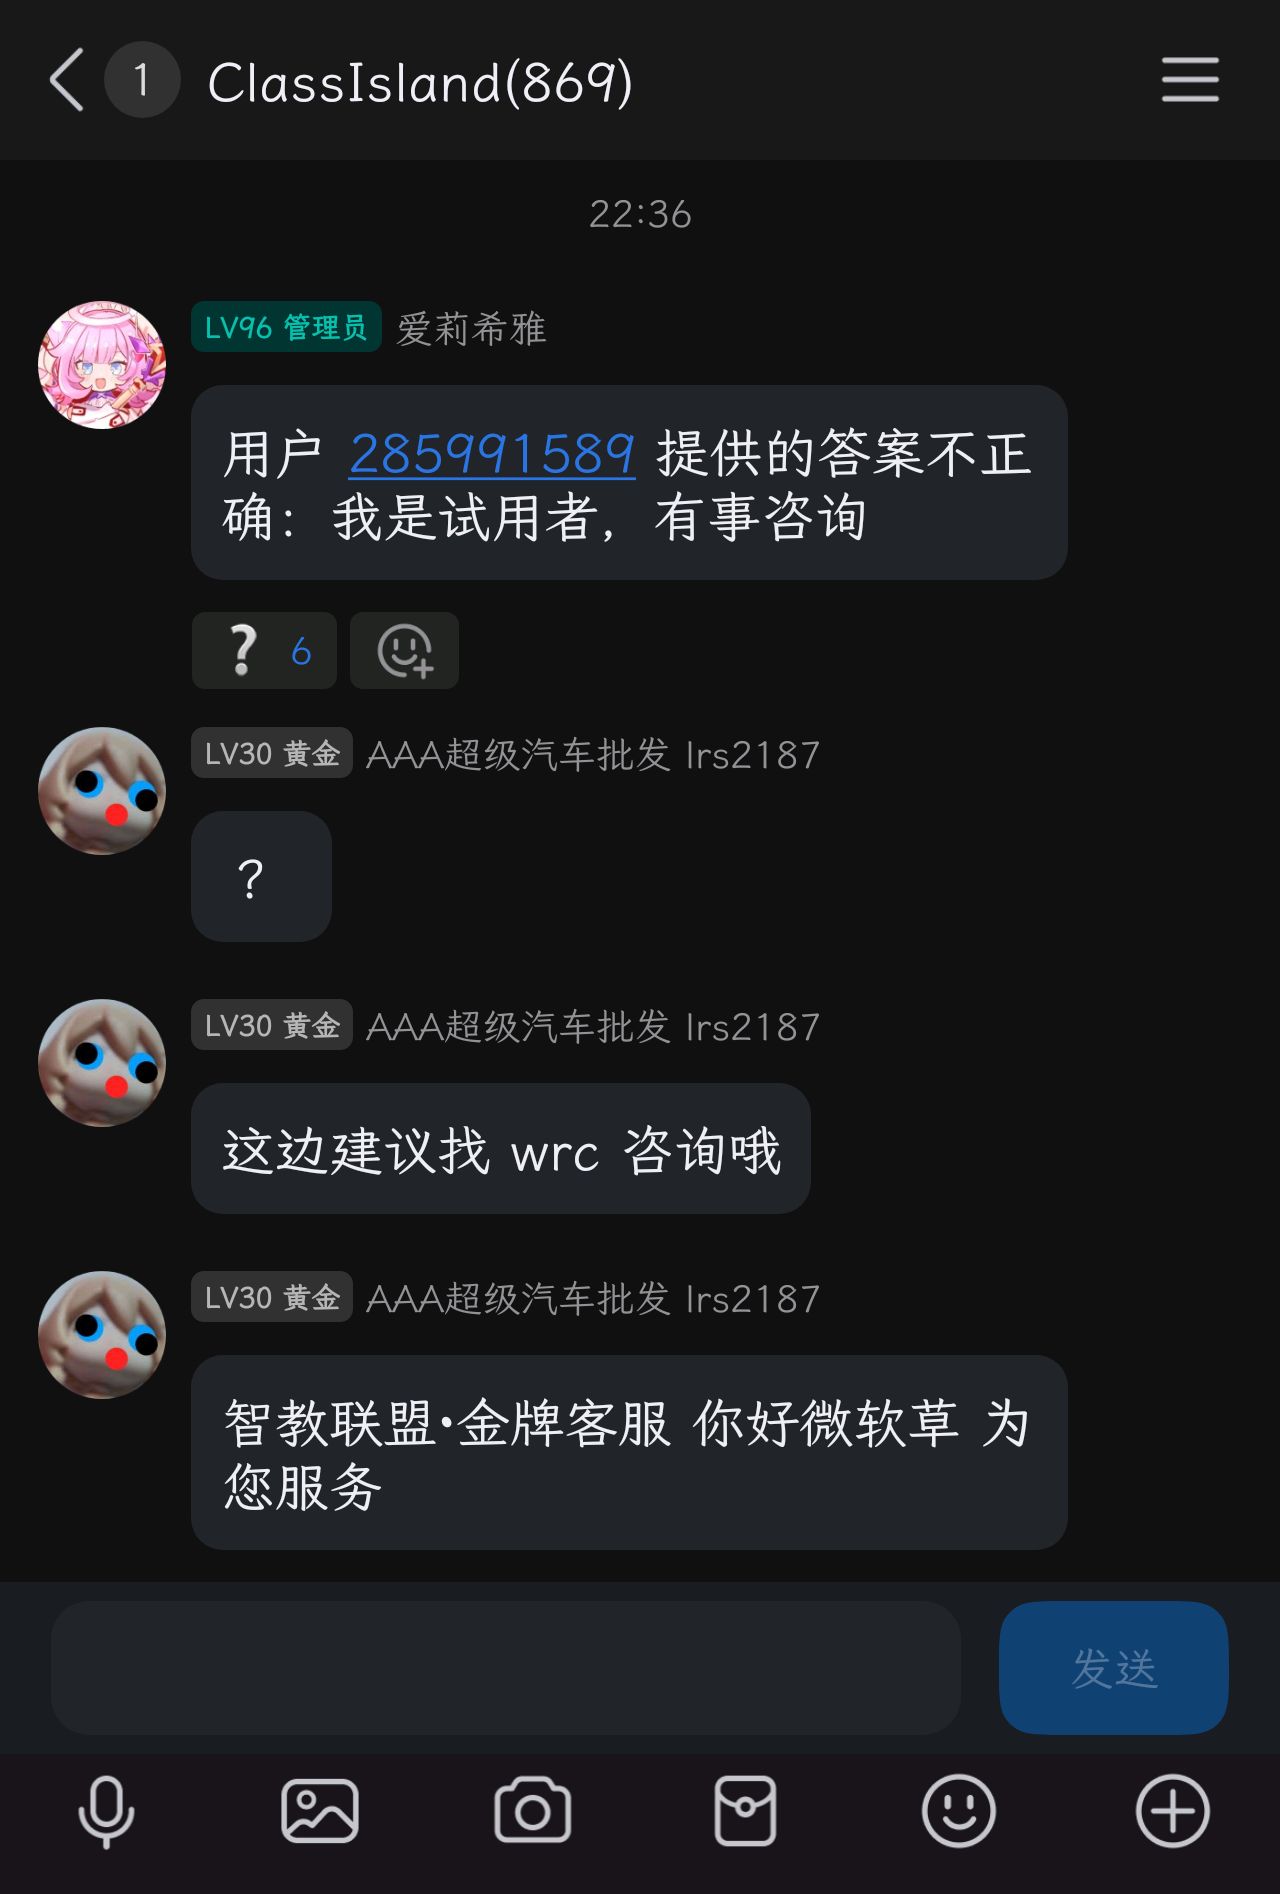 1 ClassIsland(869)
22:36
LV96 管理员 爱莉希雅
用户 285991589 提供的答案不正
确：我是试用者，有事咨询
❔ 6
LV30 黄金 AAA超级汽车批发 lrs2187
？
LV30 黄金 AAA超级汽车批发 lrs2187
这边建议找 wrc 咨询哦
LV30 黄金 AAA超级汽车批发 lrs2187
智教联盟·金牌客服 你好微软草 为
您服务
发送